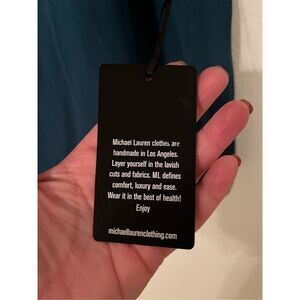 Michael Lauren clothes are
handmade in Los Angeles.
Layer yourself in the lavish
cuts and fabrics. ML defines
comfort, luxury and ease.
Wear it in the best of health!
Enjoy
michaellaurenclothing.com